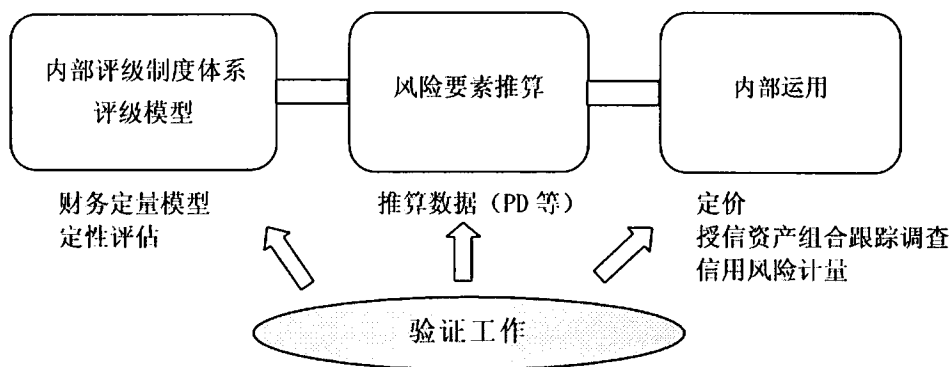 内部评级制度体系
评级模型
风险要素推算
内部运用
财务定量模型
定性评估
推算数据（PD 等）
定价
授信资产组合跟踪调查
信用风险计量
验证工作